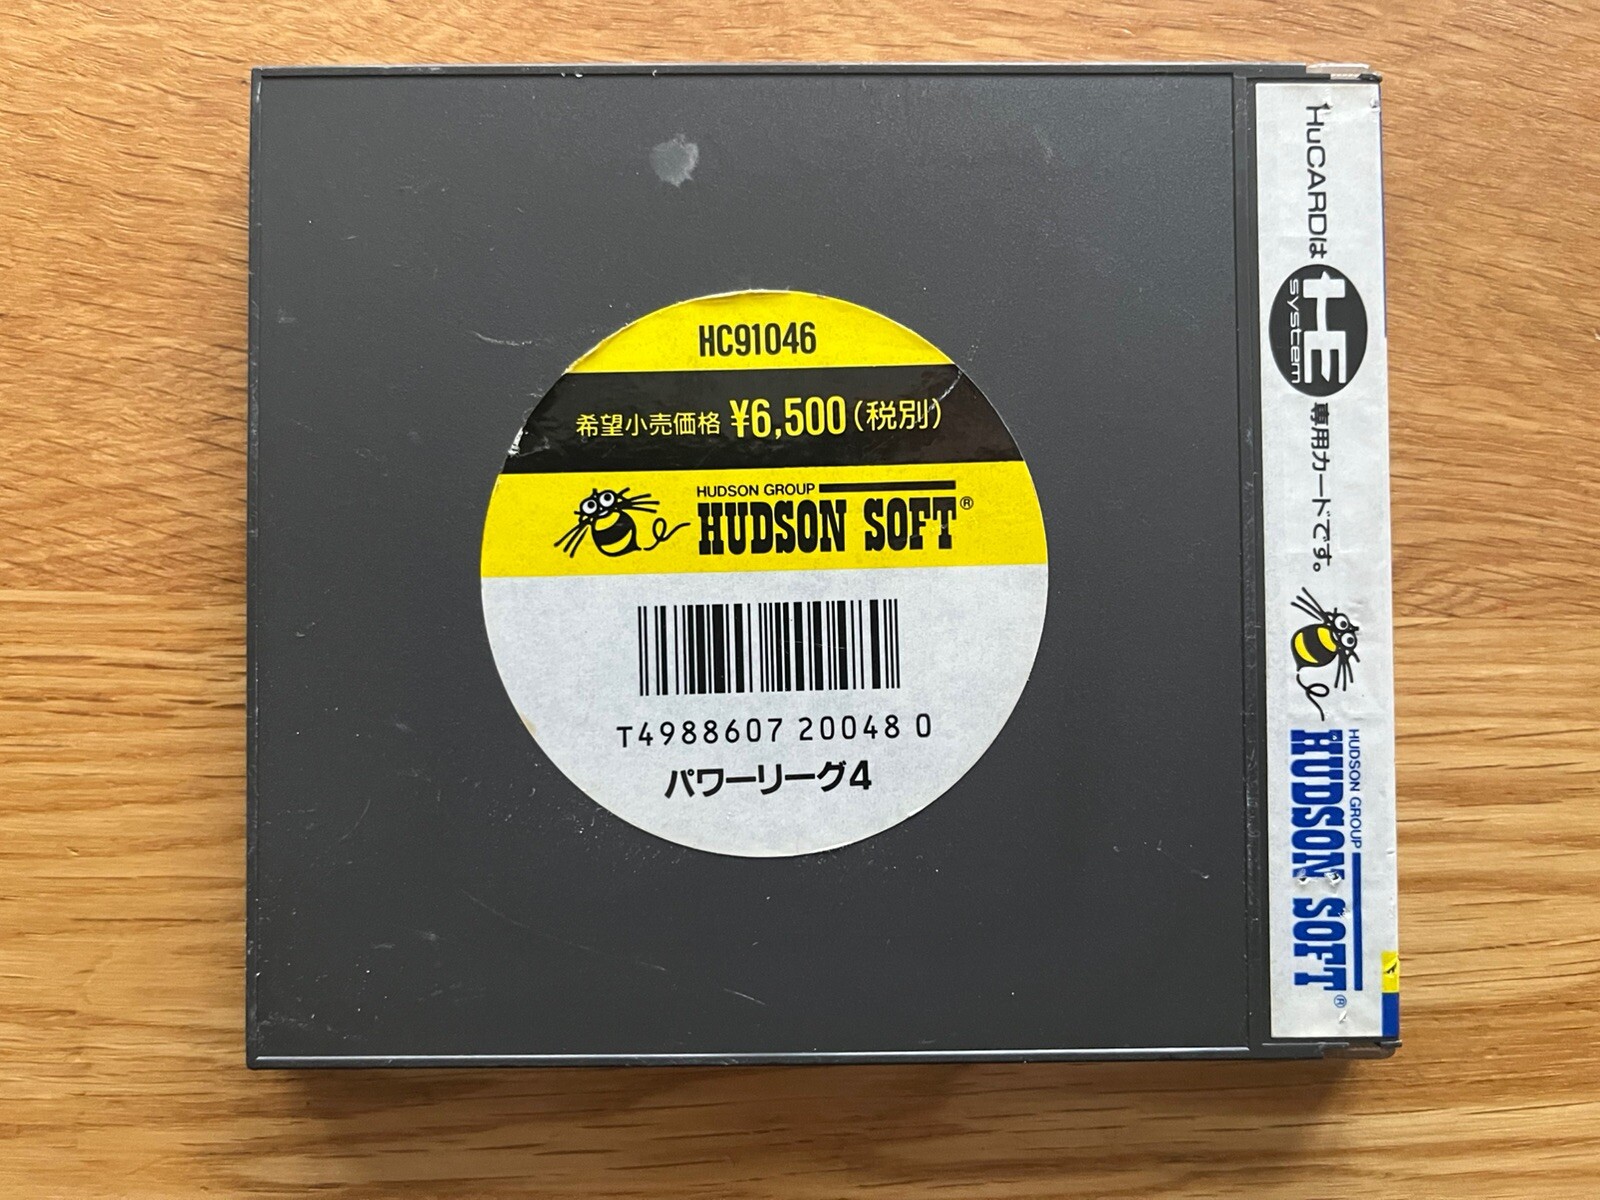 HC91046
希望小売価格 ¥6,500(税別)
HUDSON GROUP
HUDSON SOFT®
T4988607 20048 0
パワーリーグ4
HuCARDは HE system 専用カードです。
HUDSON GROUP
HUDSON SOFT®